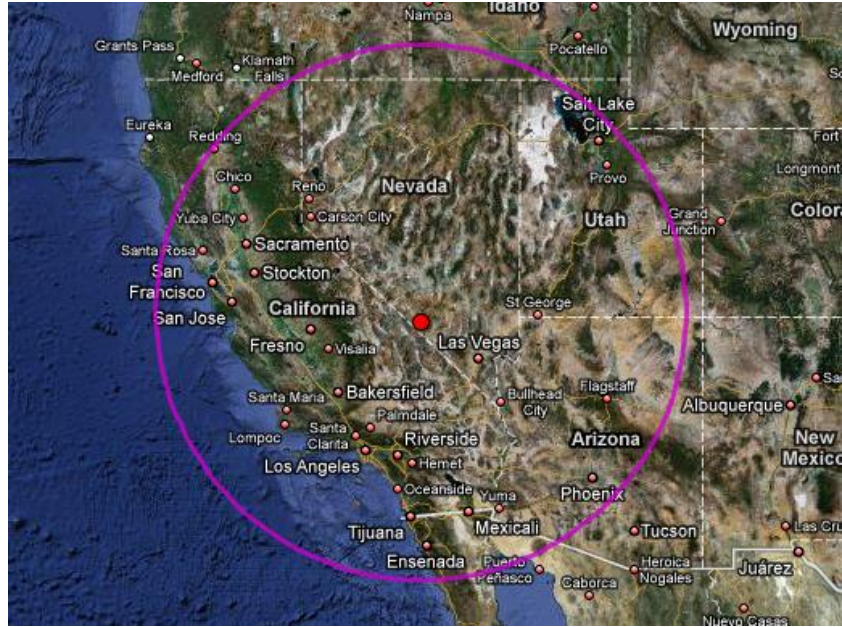 Nampa
Idaho
Pocatello
Wyoming
Grants Pass
Medford
Klamath
Falls
Salt Lake
City
Eureka
Redding
Fort
Provo
Longmont
Chico
Reno
Nevada
Yuba City
Carson City
Utah
Grand
Junction
Colora
Santa Rosa
Sacramento
San
Francisco
Stockton
San Jose
California
St George
Fresno
Visalia
Las Vegas
Bakersfield
Santa Maria
Bullhead
City
Flagstaff
Albuquerque
Lompoc
Palmdale
Santa
Clarita
Riverside
Arizona
New
Mexico
Los Angeles
Hemet
Oceanside
Yuma
Phoenix
Tijuana
Mexicali
Tucson
Las Cru
Ensenada
Puerto
Peñasco
Heroica
Nogales
Juárez
Caborca
Nuevo Casas